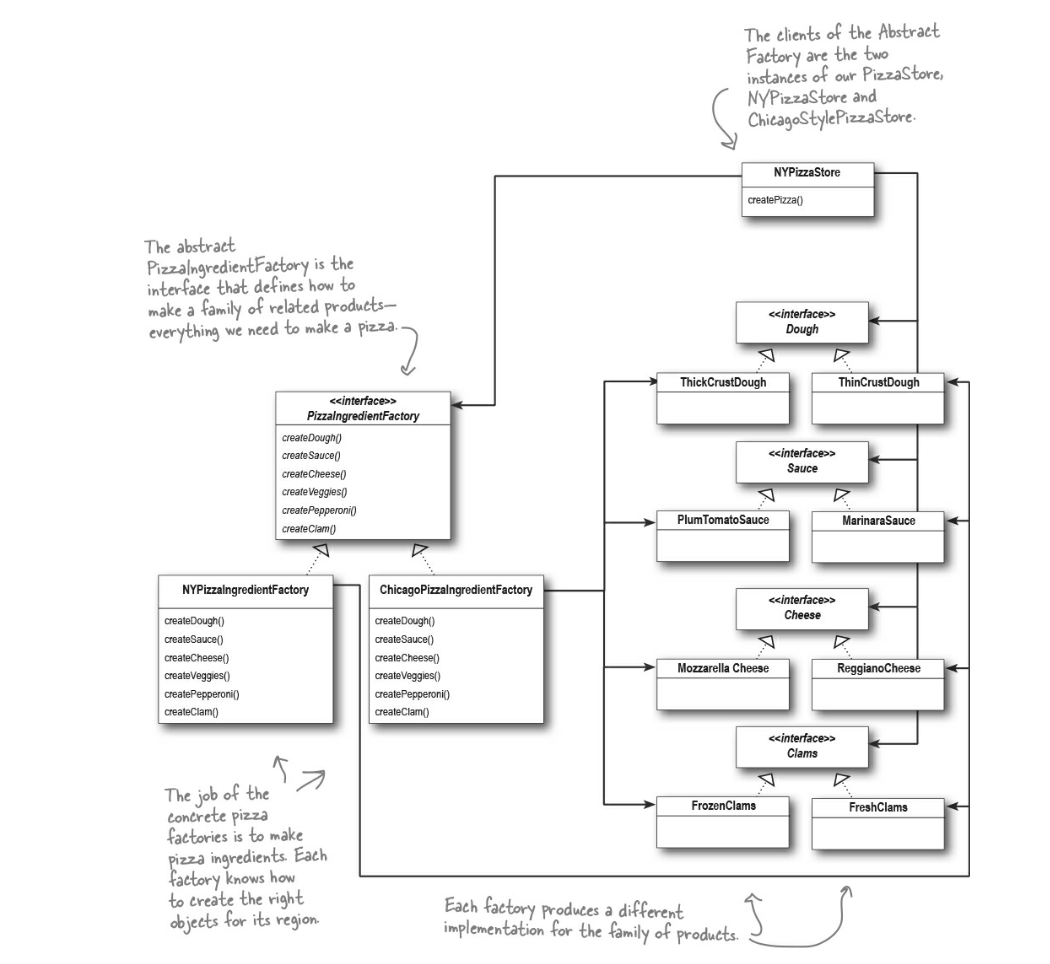 The clients of the Abstract
Factory are the two
instances of our PizzaStore,
NYPizzaStore and
ChicagoStylePizzaStore.
NYPizzaStore
createPizza()
The abstract
PizzaIngredientFactory is the
interface that defines how to
make a family of related products—
everything we need to make a pizza.
<<interface>>
PizzaIngredientFactory
createDough()
createSauce()
createCheese()
createVeggies()
createPepperoni()
createClam()
NYPizzaIngredientFactory
createDough()
createSauce()
createCheese()
createVeggies()
createPepperoni()
createClam()
ChicagoPizzaIngredientFactory
createDough()
createSauce()
createCheese()
createVeggies()
createPepperoni()
createClam()
<<interface>>
Dough
ThickCrustDough
ThinCrustDough
<<interface>>
Sauce
PlumTomatoSauce
MarinaraSauce
<<interface>>
Cheese
Mozzarella Cheese
ReggianoCheese
<<interface>>
Clams
FrozenClams
FreshClams
The job of the
concrete pizza
factories is to make
pizza ingredients. Each
factory knows how
to create the right
objects for its region.
Each factory produces a different
implementation for the family of products.